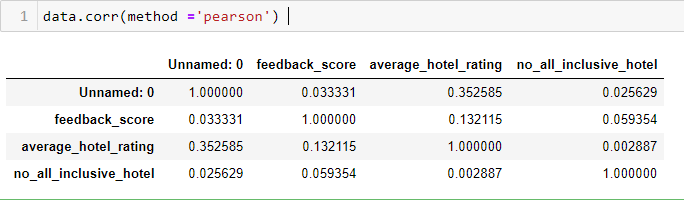 1 data.corr(method ='pearson')
Unnamed: 0 feedback_score average_hotel_rating no_all_inclusive_hotel
Unnamed: 0 1.000000 0.033331 0.352585 0.025629
feedback_score 0.033331 1.000000 0.132115 0.059354
average_hotel_rating 0.352585 0.132115 1.000000 0.002887
no_all_inclusive_hotel 0.025629 0.059354 0.002887 1.000000